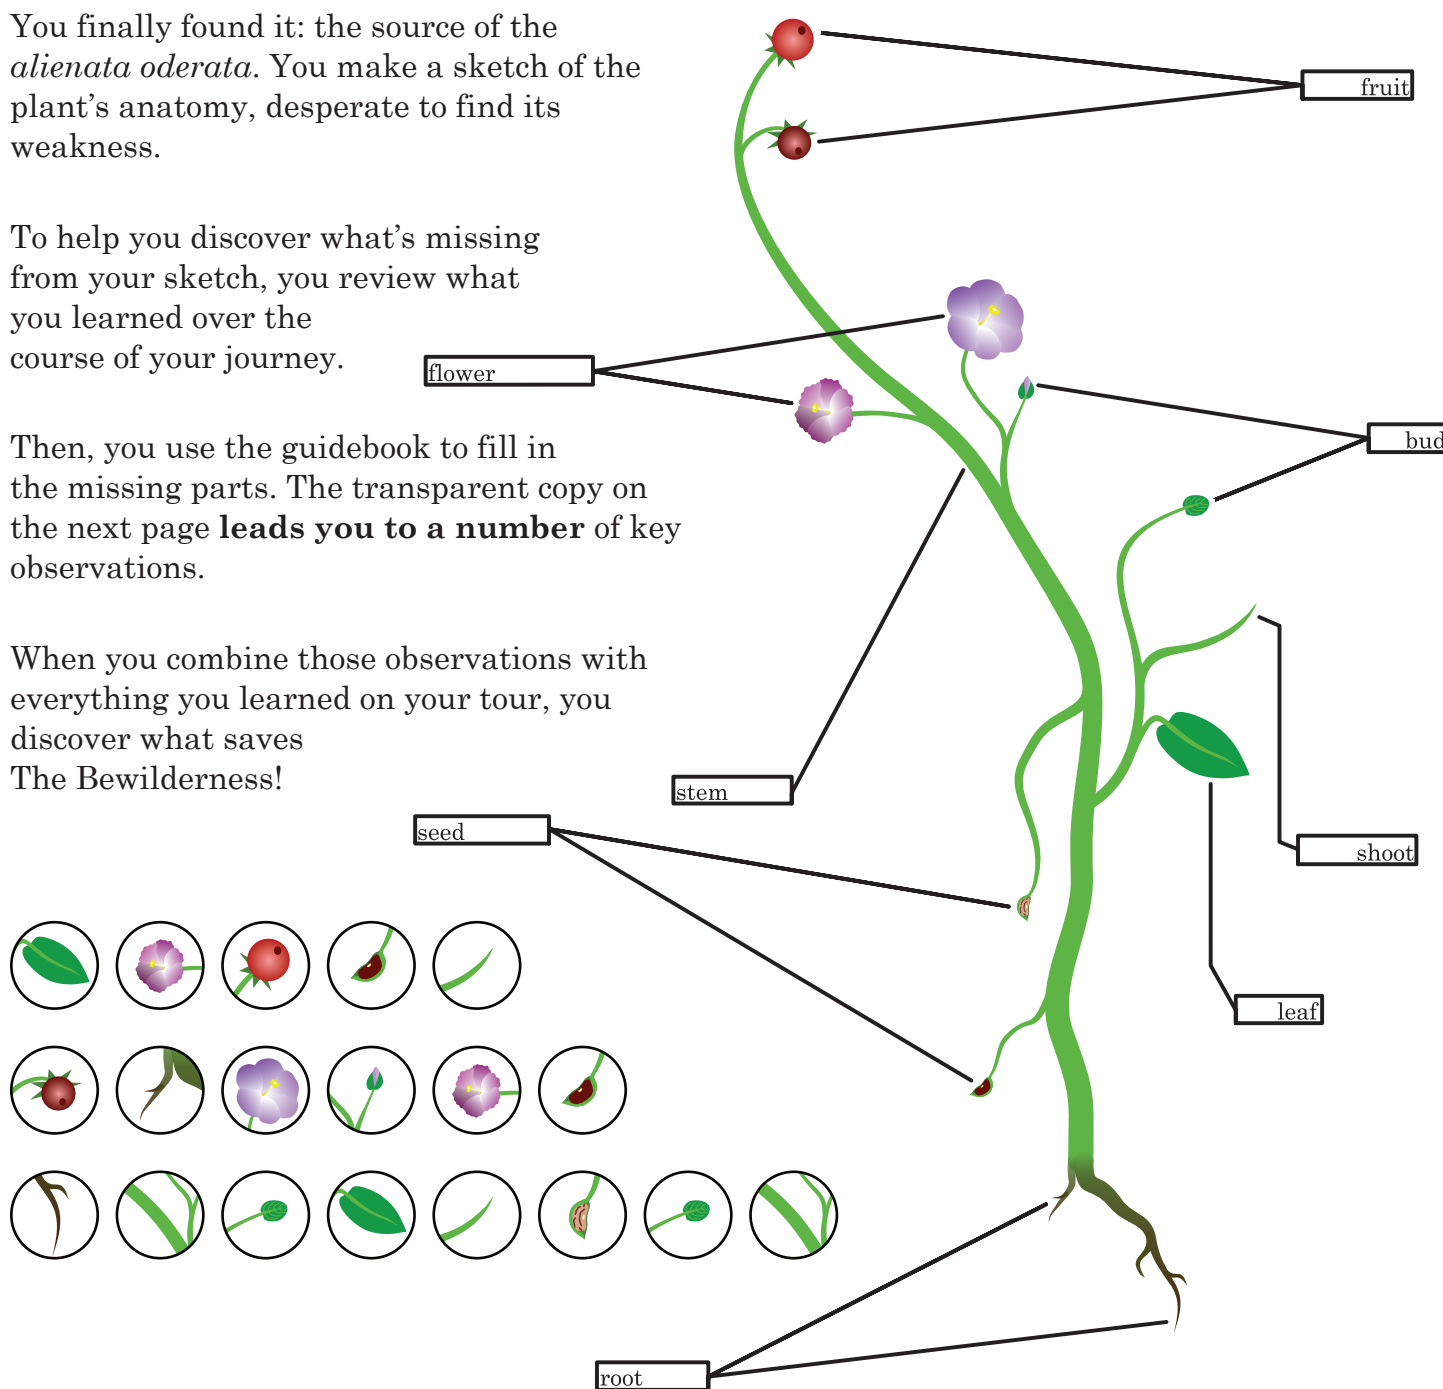 You finally found it: the source of the
alienata oderata. You make a sketch of the
plant's anatomy, desperate to find its
weakness.
To help you discover what's missing
from your sketch, you review what
you learned over the
course of your journey.
Then, you use the guidebook to fill in
the missing parts. The transparent copy on
the next page leads you to a number of key
observations.
When you combine those observations with
everything you learned on your tour, you
discover what saves
The Bewilderness!
fruit
flower
bud
stem
seed
shoot
leaf
root